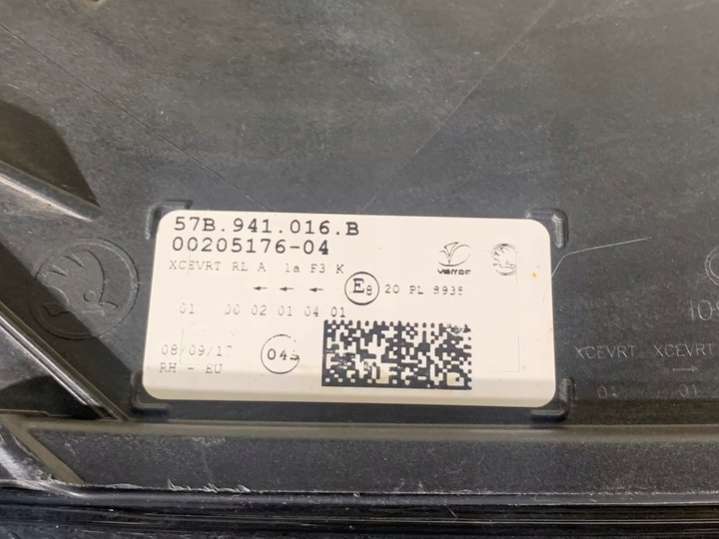 57B.941.016.B
00205176-04
XCEVRT RL A 1a F3 K
E8 20 PL 8935
01 00 02 01 04 01
08/09/17
RH - EU
XCEVRT XCEVRT
01